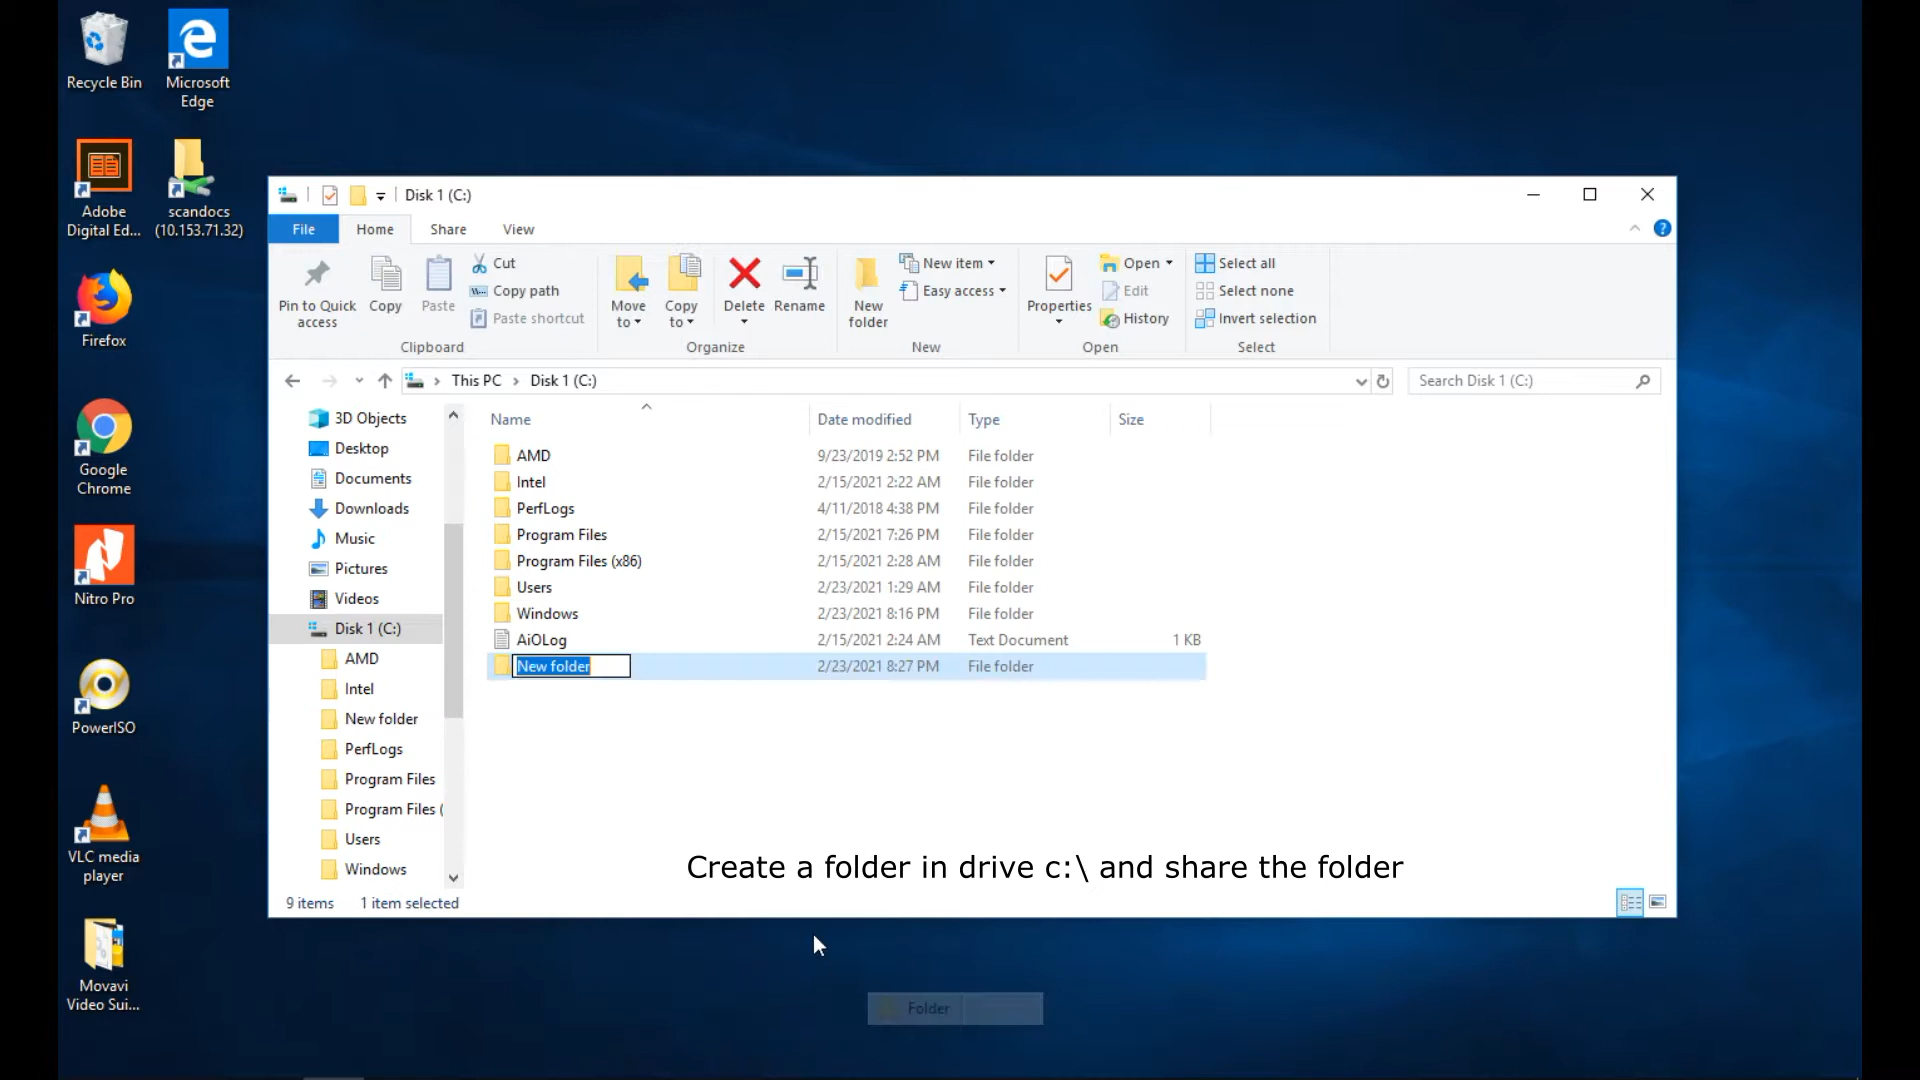 Recycle Bin
Microsoft
Edge
Adobe
Digital Ed...
scandocs
(10.153.71.32)
Firefox
Google
Chrome
Nitro Pro
PowerISO
VLC media
player
Movavi
Video Sui...
Disk 1 (C:)
File
Home
Share
View
?
Pin to Quick
access
Copy
Paste
Cut
Copy path
Paste shortcut
Clipboard
Move
to
Copy
to
Delete
Rename
Organize
New
folder
New item
Easy access
New
Properties
Open
Edit
History
Open
Select all
Select none
Invert selection
Select
This PC
Disk 1 (C:)
Search Disk 1 (C:)
3D Objects
Desktop
Documents
Downloads
Music
Pictures
Videos
Disk 1 (C:)
AMD
Intel
New folder
PerfLogs
Program Files
Program Files (
Users
Windows
Name Date modified Type Size
AMD 9/23/2019 2:52 PM File folder
Intel 2/15/2021 2:22 AM File folder
PerfLogs 4/11/2018 4:38 PM File folder
Program Files 2/15/2021 7:26 PM File folder
Program Files (x86) 2/15/2021 2:28 AM File folder
Users 2/23/2021 1:29 AM File folder
Windows 2/23/2021 8:16 PM File folder
AiOLog 2/15/2021 2:24 AM Text Document 1 KB
New folder 2/23/2021 8:27 PM File folder
Create a folder in drive c:\ and share the folder
9 items 1 item selected
Folder